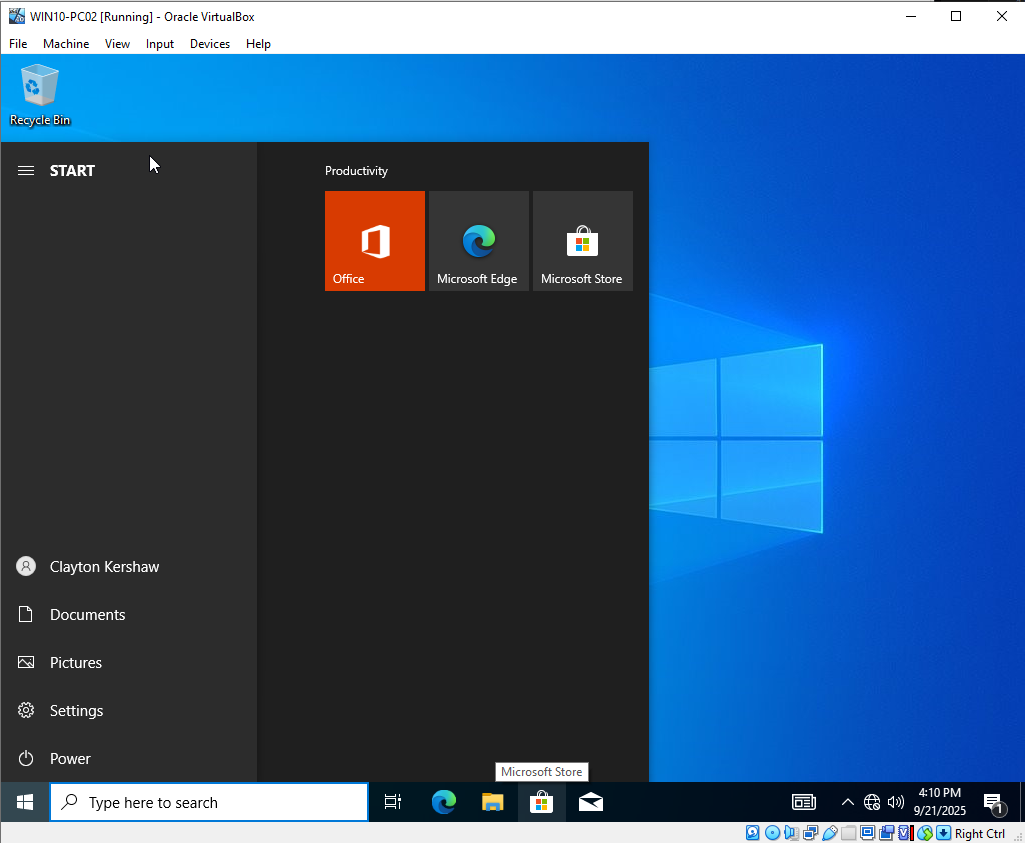 WIN10-PC02 [Running] - Oracle VirtualBox
File Machine View Input Devices Help
Recycle Bin
START
Productivity
Office
Microsoft Edge
Microsoft Store
Clayton Kershaw
Documents
Pictures
Settings
Power
Microsoft Store
Type here to search
4:10 PM
9/21/2025
1
Right Ctrl